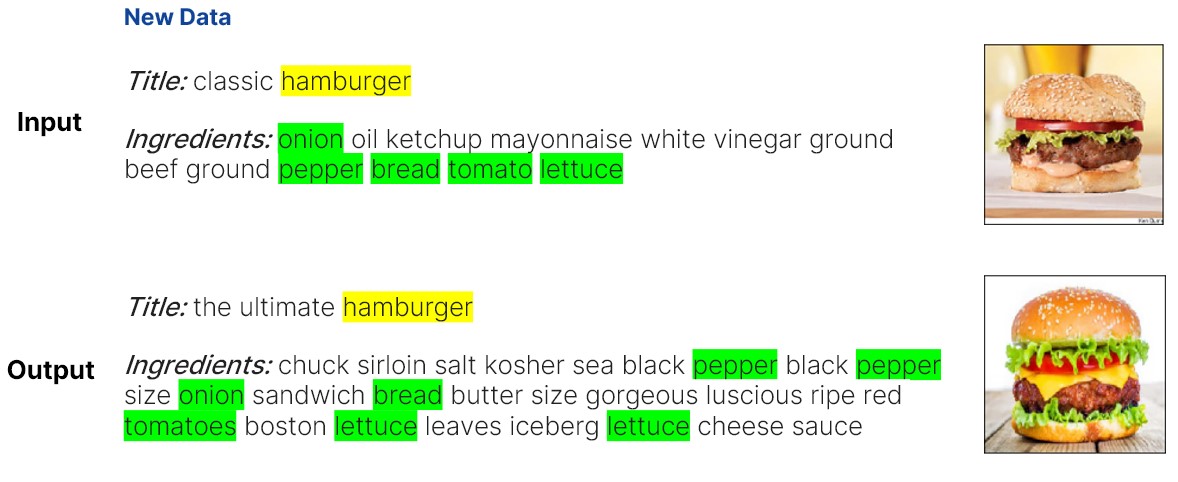 New Data
Input
Title: classic hamburger
Ingredients: onion oil ketchup mayonnaise white vinegar ground
beef ground pepper bread tomato lettuce
Output
Title: the ultimate hamburger
Ingredients: chuck sirloin salt kosher sea black pepper black pepper
size onion sandwich bread butter size gorgeous luscious ripe red
tomatoes boston lettuce leaves iceberg lettuce cheese sauce